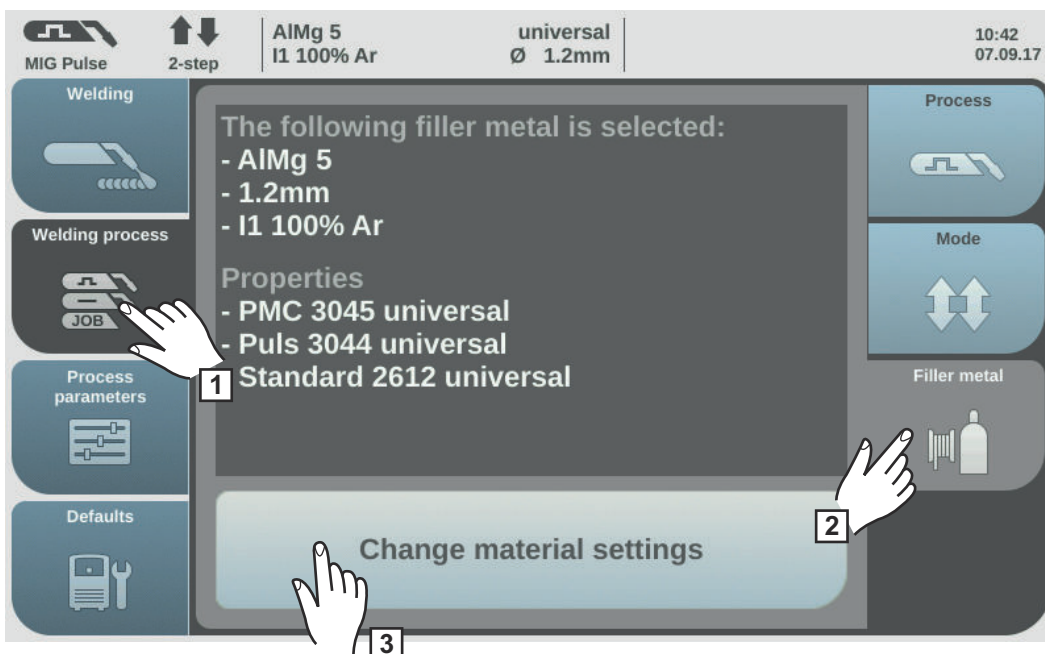 MIG Pulse
2-step
AlMg 5
I1 100% Ar
universal
Ø 1.2mm
10:42
07.09.17
Welding
Welding process
JOB
Process
parameters
Defaults
The following filler metal is selected:
- AlMg 5
- 1.2mm
- I1 100% Ar
Properties
- PMC 3045 universal
- Puls 3044 universal
Standard 2612 universal
Change material settings
Process
Mode
Filler metal
1
2
3